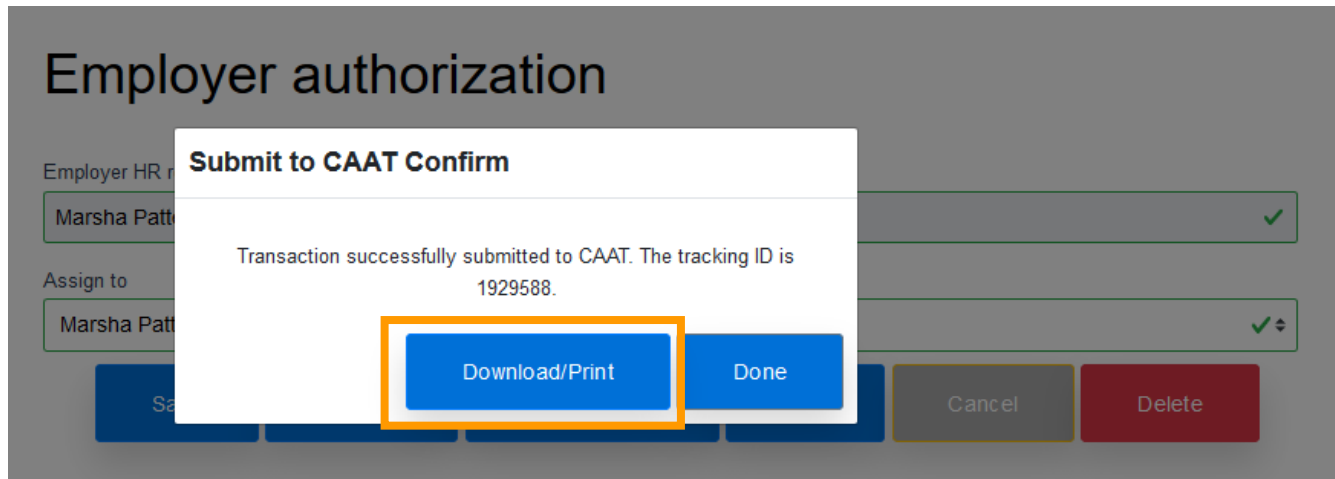 Employer authorization
Submit to CAAT Confirm
Employer HR r
Marsha Patt
Transaction successfully submitted to CAAT. The tracking ID is
1929588.
Assign to
Marsha Patt
Download/Print Done
Sa Cancel Delete